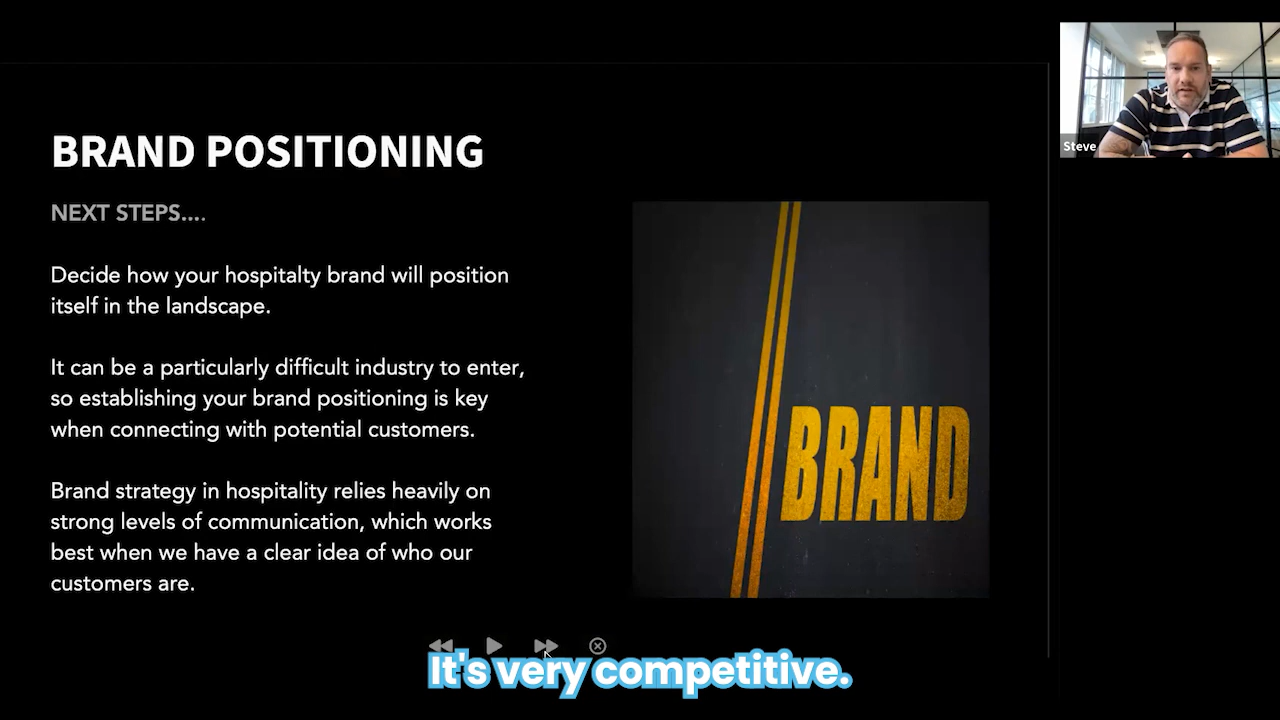 BRAND POSITIONING
NEXT STEPS....
Decide how your hospitalty brand will position
itself in the landscape.
It can be a particularly difficult industry to enter,
so establishing your brand positioning is key
when connecting with potential customers.
Brand strategy in hospitality relies heavily on
strong levels of communication, which works
best when we have a clear idea of who our
customers are.
BRAND
Steve
It's very competitive.